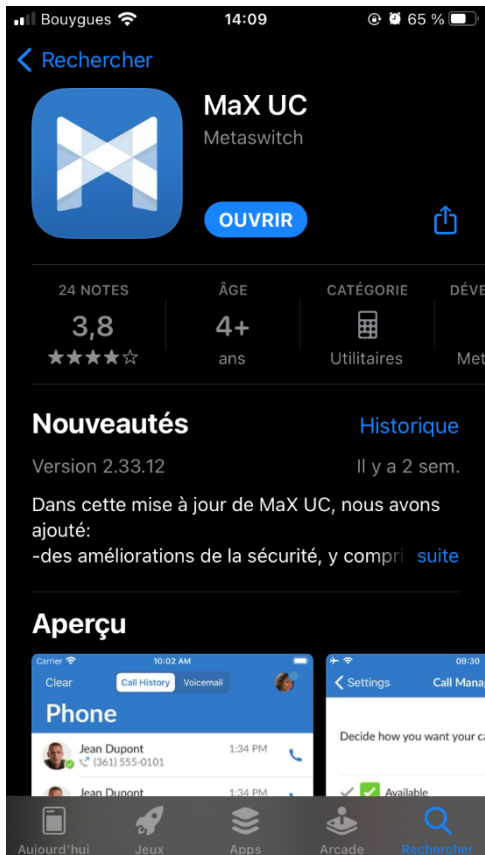 Bouygues 14:09 65 %
Rechercher
MaX UC
Metaswitch
OUVRIR
24 NOTES ÂGE CATÉGORIE DÉVE
3,8 4+
ans Utilitaires Met
Nouveautés Historique
Version 2.33.12 Il y a 2 sem.
Dans cette mise à jour de MaX UC, nous avons
ajouté:
-des améliorations de la sécurité, y compri suite
Aperçu
Carrier 10:02 AM 09:30
Clear Call History Voicemail Settings Call Mana
Phone
Decide how you want your ca
Jean Dupont 1:34 PM
(361) 555-0101
Jean Dupont 1:34 PM Available
Aujourd'hui Jeux Apps Arcade Rechercher